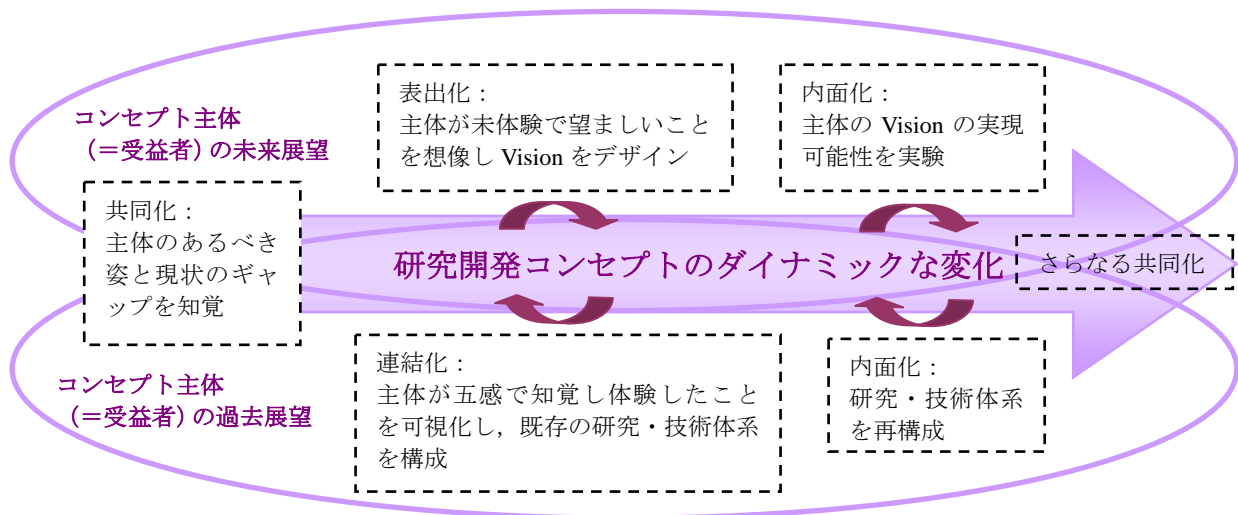 コンセプト主体
(=受益者)の未来展望
表出化:
主体が未体験で望ましいこと
を想像し Vision をデザイン
内面化:
主体の Vision の実現
可能性を実験
共同化:
主体のあるべき
姿と現状のギャ
ップを知覚
研究開発コンセプトのダイナミックな変化
さらなる共同化
コンセプト主体
(=受益者)の過去展望
連結化:
主体が五感で知覚し体験したこと
を可視化し,既存の研究・技術体系
を構成
内面化:
研究・技術体系
を再構成